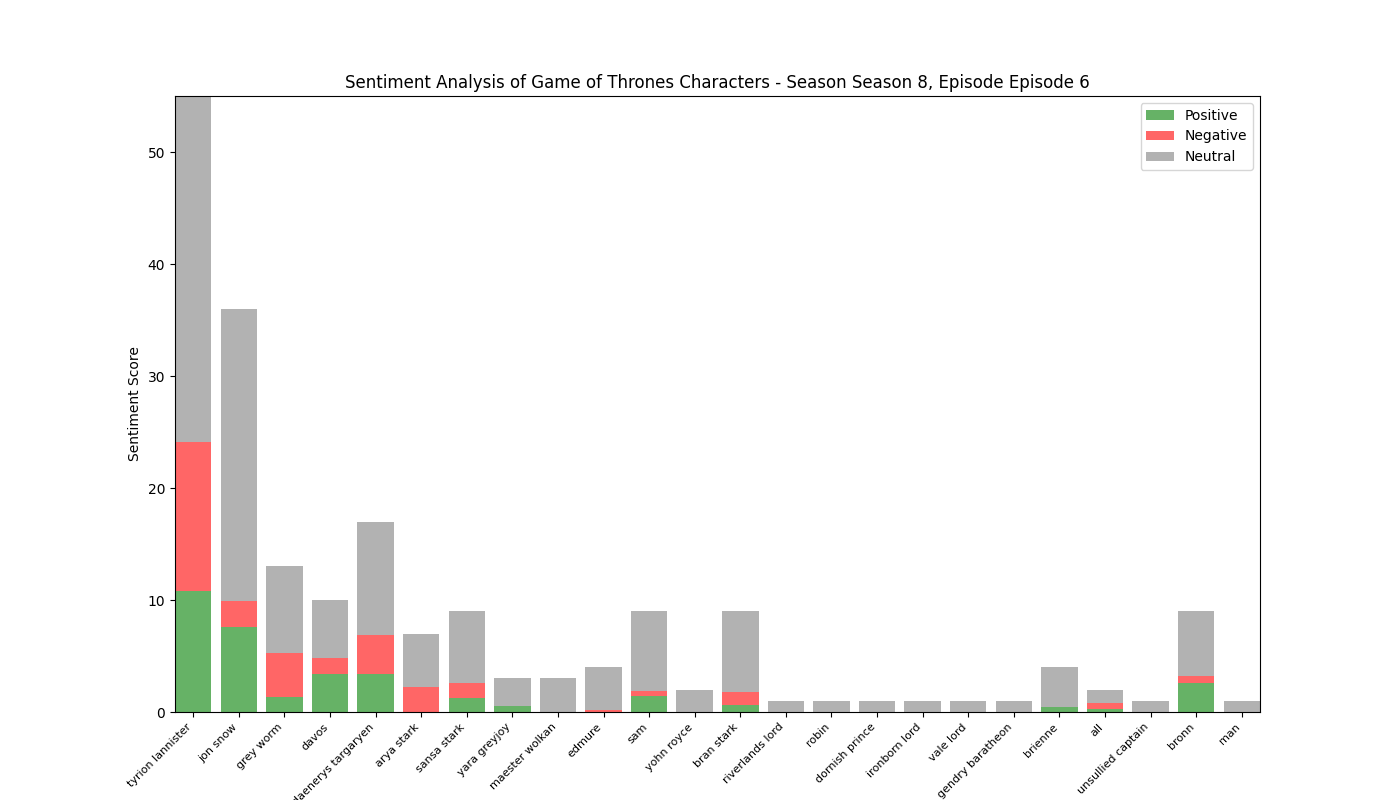 Sentiment Analysis of Game of Thrones Characters - Season Season 8, Episode Episode 6
Positive
Negative
Neutral
Sentiment Score
50
40
30
20
10
0
tyrion lannister
jon snow
grey worm
davos
daenerys targaryen
arya stark
sansa stark
yara greyjoy
maester wolkan
edmure
sam
yohn royce
bran stark
riverlands lord
robin
dornish prince
ironborn lord
vale lord
gendry baratheon
brienne
all
unsullied captain
bronn
man